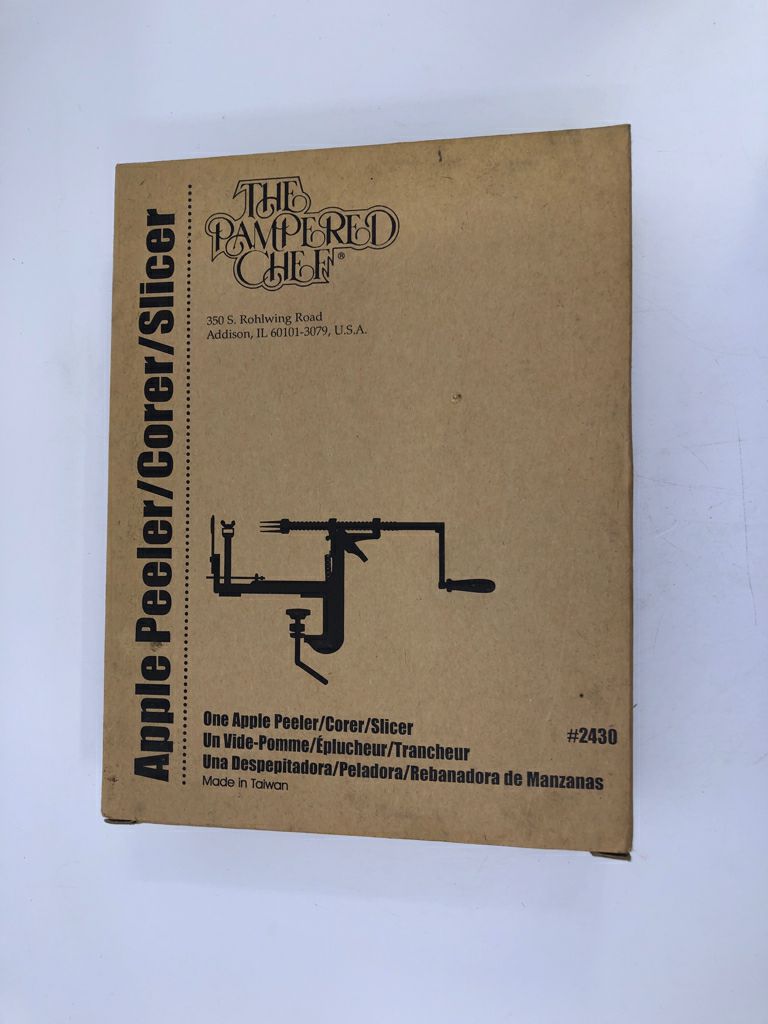 Apple Peeler/Corer/Slicer
THE
PAMPERED
CHEF®
350 S. Rohlwing Road
Addison, IL 60101-3079, U.S.A.
One Apple Peeler/Corer/Slicer
Un Vide-Pomme/Éplucheur/Trancheur
Una Despepitadora/Peladora/Rebanadora de Manzanas
Made in Taiwan
#2430